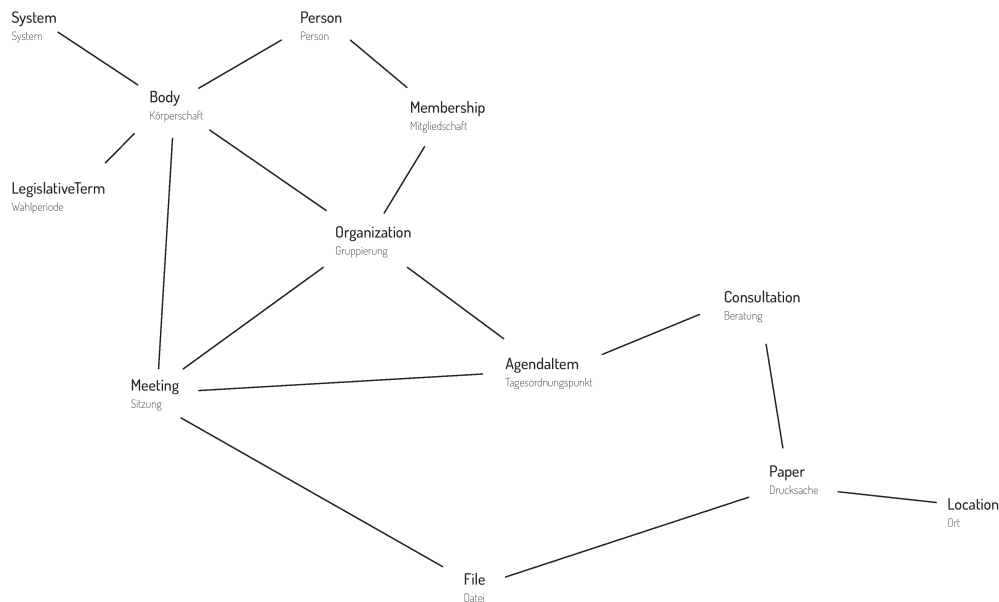 System
System
Person
Person
Body
Körperschaft
Membership
Mitgliedschaft
LegislativeTerm
Wahlperiode
Organization
Gruppierung
Consultation
Beratung
AgendaItem
Tagesordnungspunkt
Meeting
Sitzung
Paper
Drucksache
Location
Ort
File
Datei